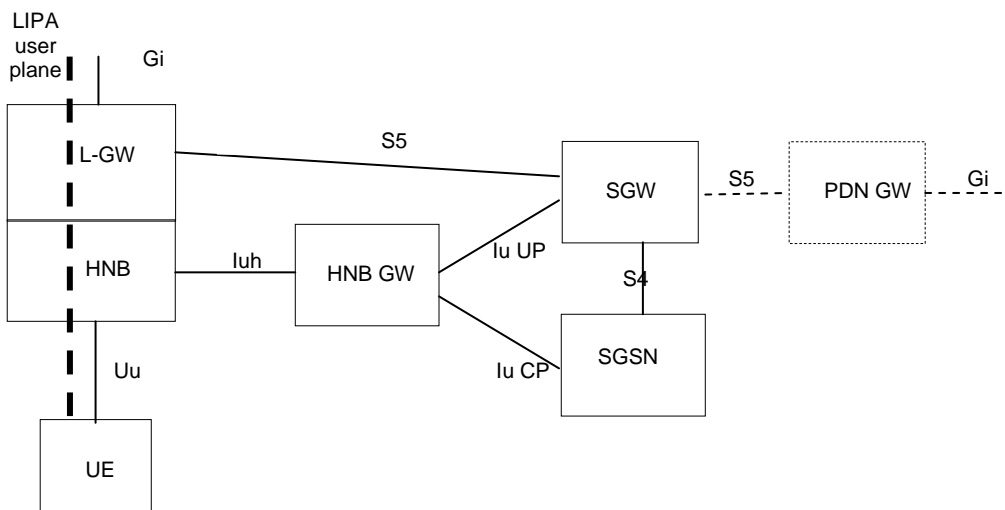 LIPA
user
plane
Gi
L-GW
S5
SGW
S5
PDN GW
Gi
HNB
Iuh
HNB GW
Iu UP
S4
Iu CP
SGSN
Uu
UE